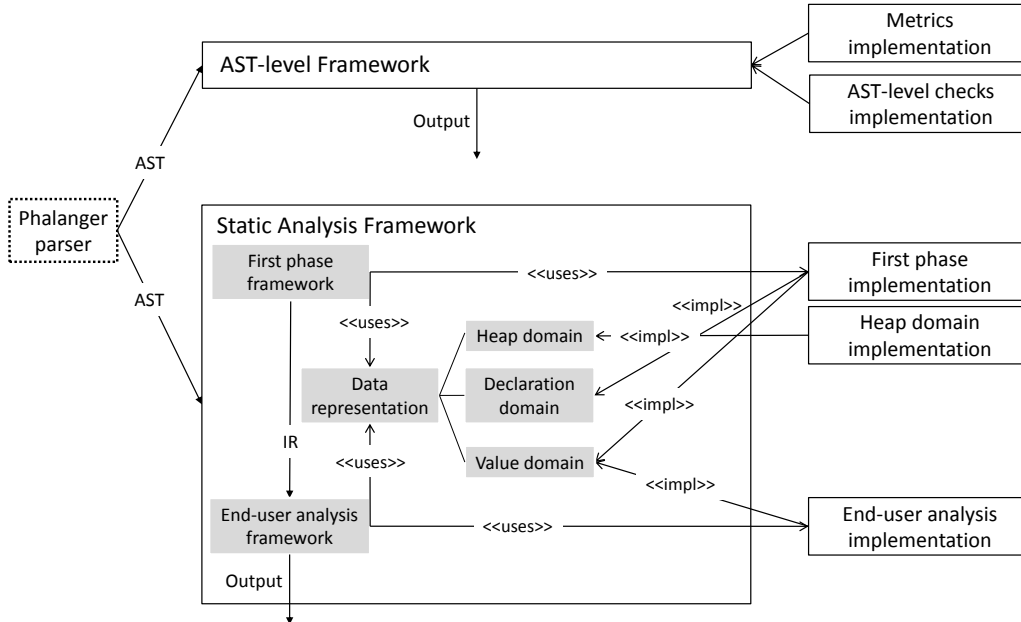 Metrics
implementation
AST-level Framework
AST-level checks
implementation
Output
AST
Phalanger
parser
AST
Static Analysis Framework
First phase
framework
<<uses>>
First phase
implementation
<<impl>>
<<uses>>
Heap domain
<<impl>>
Heap domain
implementation
Data
representation
Declaration
domain
<<impl>>
IR
<<uses>>
Value domain
<<impl>>
End-user analysis
framework
<<uses>>
End-user analysis
implementation
Output